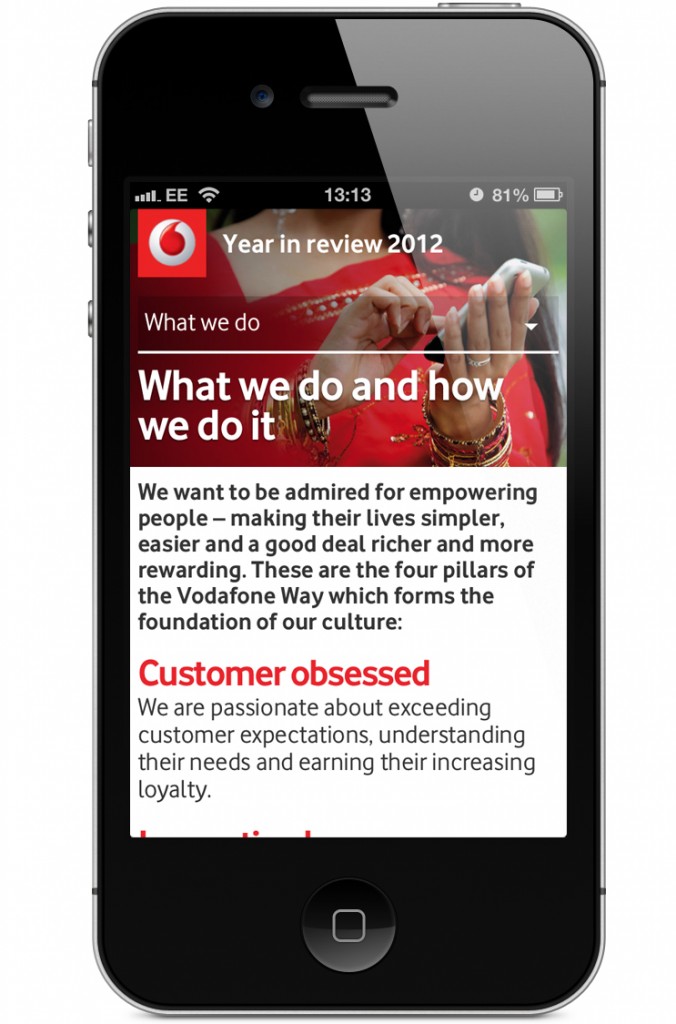 EE 13:13 81%
Year in review 2012
What we do
What we do and how
we do it
We want to be admired for empowering
people – making their lives simpler,
easier and a good deal richer and more
rewarding. These are the four pillars of
the Vodafone Way which forms the
foundation of our culture:
Customer obsessed
We are passionate about exceeding
customer expectations, understanding
their needs and earning their increasing
loyalty.